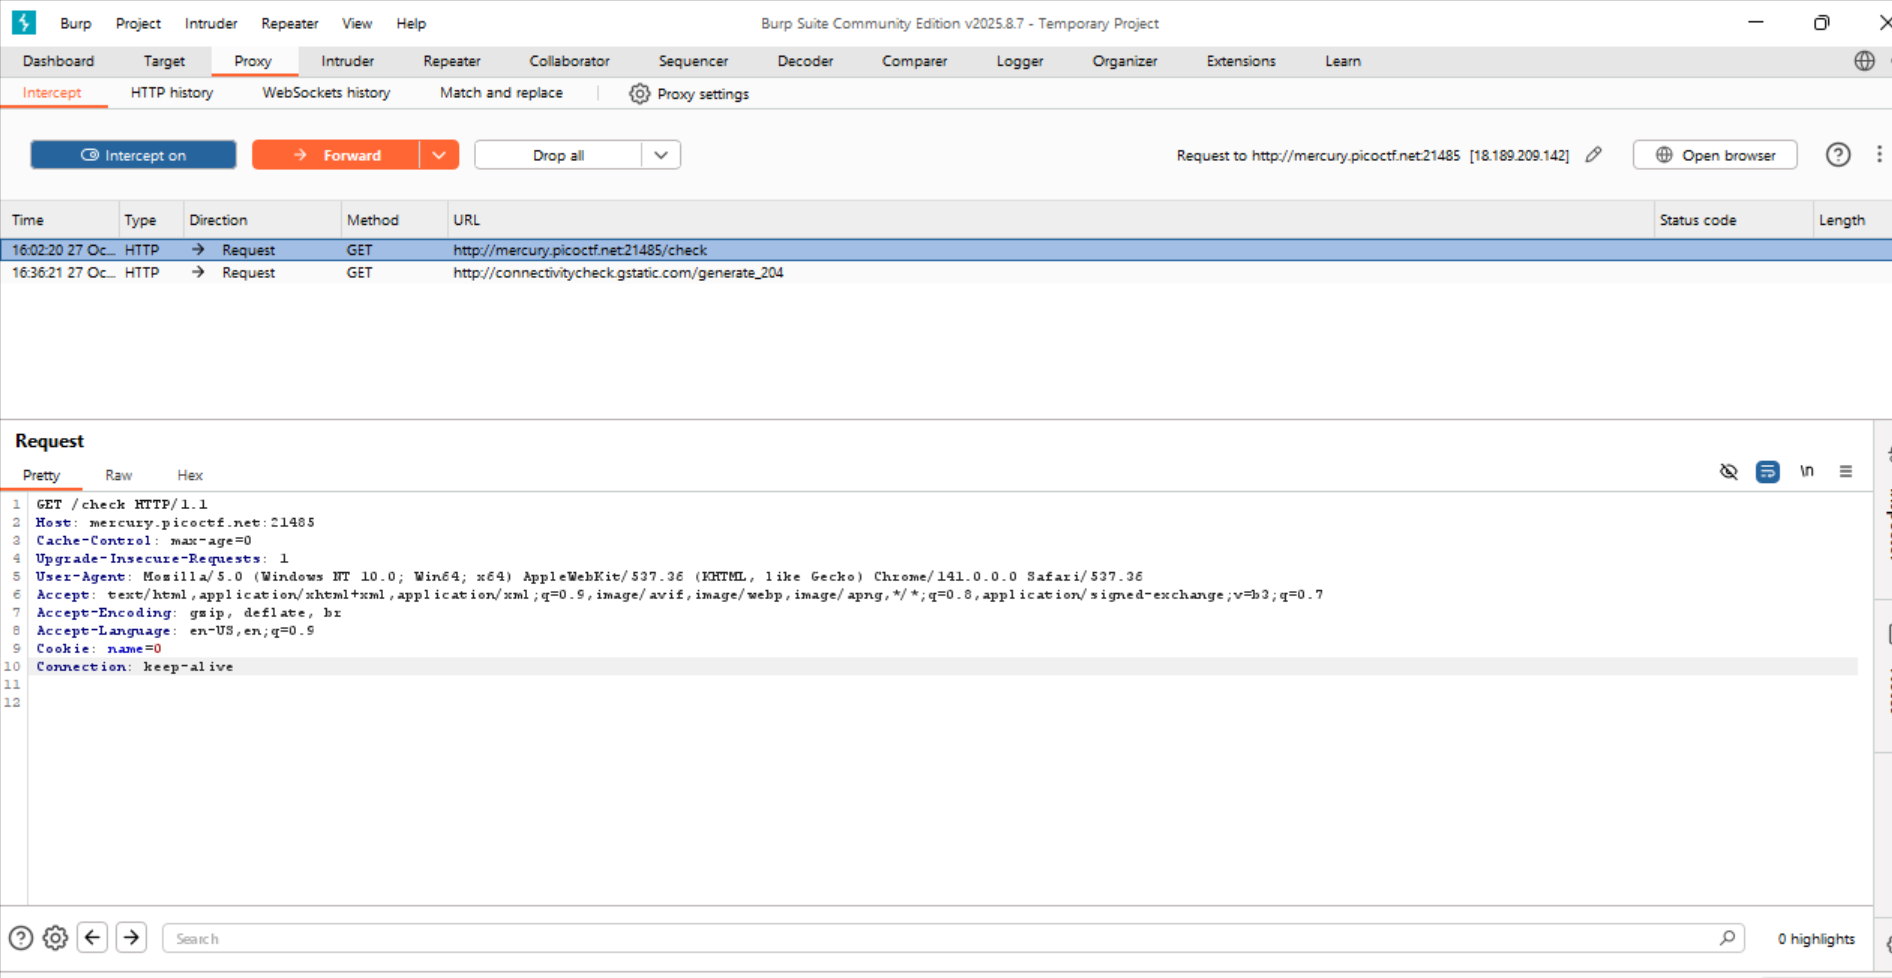 Burp Project Intruder Repeater View Help Burp Suite Community Edition v2025.8.7 - Temporary Project
Dashboard Target Proxy Intruder Repeater Collaborator Sequencer Decoder Comparer Logger Organizer Extensions Learn
Intercept HTTP history WebSockets history Match and replace Proxy settings
Intercept on Forward Drop all Request to http://mercury.picoctf.net:21485 [18.189.209.142] Open browser
Time Type Direction Method URL Status code Length
16:02:20 27 Oc... HTTP → Request GET http://mercury.picoctf.net:21485/check
16:36:21 27 Oc... HTTP → Request GET http://connectivitycheck.gstatic.com/generate_204
Request
Pretty Raw Hex \n
1 GET /check HTTP/1.1
2 Host: mercury.picoctf.net:21485
3 Cache-Control: max-age=0
4 Upgrade-Insecure-Requests: 1
5 User-Agent: Mozilla/5.0 (Windows NT 10.0; Win64; x64) AppleWebKit/537.36 (KHTML, like Gecko) Chrome/141.0.0.0 Safari/537.36
6 Accept: text/html,application/xhtml+xml,application/xml;q=0.9,image/avif,image/webp,image/apng,*/*;q=0.8,application/signed-exchange;v=b3;q=0.7
7 Accept-Encoding: gzip, deflate, br
8 Accept-Language: en-US,en;q=0.9
9 Cookie: name=0
10 Connection: keep-alive
11
12
Search 0 highlights